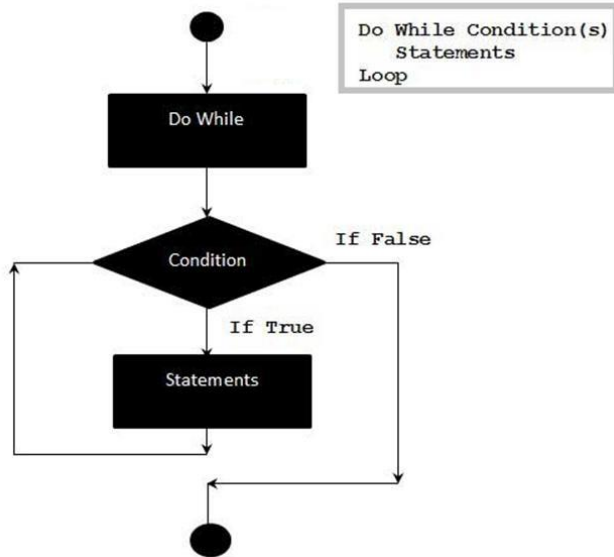 Do While Condition(s)
Statements
Loop
Do While
Condition
If False
If True
Statements